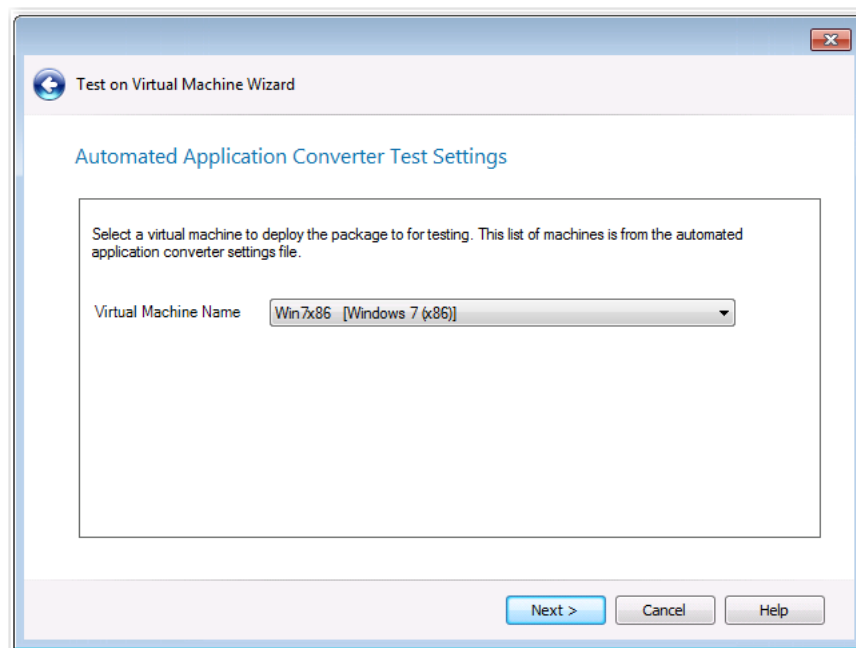 Test on Virtual Machine Wizard
Automated Application Converter Test Settings
Select a virtual machine to deploy the package to for testing. This list of machines is from the automated
application converter settings file.
Virtual Machine Name
Win7x86 [Windows 7 (x86)]
Next >
Cancel
Help